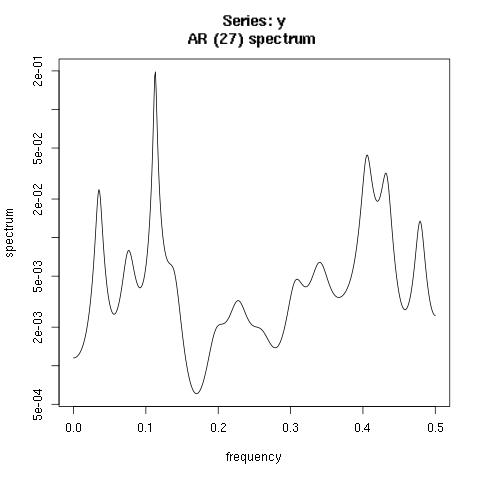 Series: y
AR (27) spectrum
2e-01
5e-02
2e-02
5e-03
2e-03
5e-04
spectrum
0.0 0.1 0.2 0.3 0.4 0.5
frequency